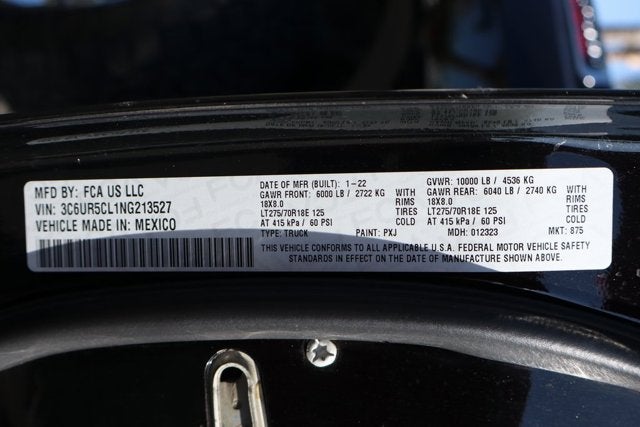 MFD BY: FCA US LLC
VIN: 3C6UR5CL1NG213527
VEHICLE MADE IN: MEXICO
DATE OF MFR (BUILT): 1-22 GVWR: 10000 LB / 4536 KG
GAWR FRONT: 6000 LB / 2722 KG WITH GAWR REAR: 6040 LB / 2740 KG WITH
18X8.0 RIMS 18X8.0 RIMS
LT275/70R18E 125 TIRES LT275/70R18E 125 TIRES
AT 415 kPa / 60 PSI COLD AT 415 kPa / 60 PSI COLD
TYPE: TRUCK PAINT: PXJ MDH: 012323 MKT: 875
THIS VEHICLE CONFORMS TO ALL APPLICABLE U.S.A. FEDERAL MOTOR VEHICLE SAFETY
STANDARDS IN EFFECT ON THE DATE OF MANUFACTURE SHOWN ABOVE.